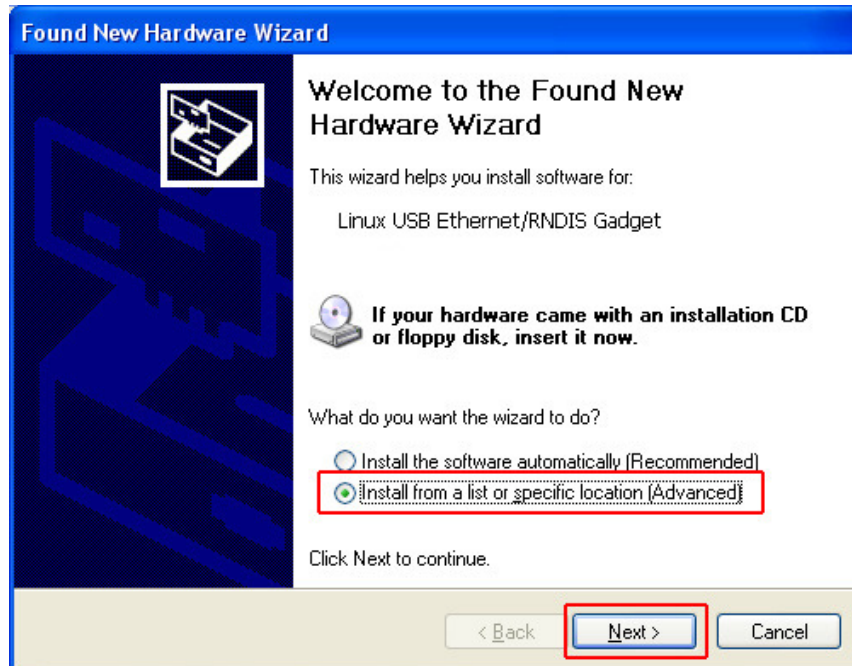 Found New Hardware Wizard
Welcome to the Found New
Hardware Wizard
This wizard helps you install software for:
Linux USB Ethernet/RNDIS Gadget
If your hardware came with an installation CD
or floppy disk, insert it now.
What do you want the wizard to do?
Install the software automatically (Recommended)
Install from a list or specific location (Advanced)
Click Next to continue.
< Back Next > Cancel